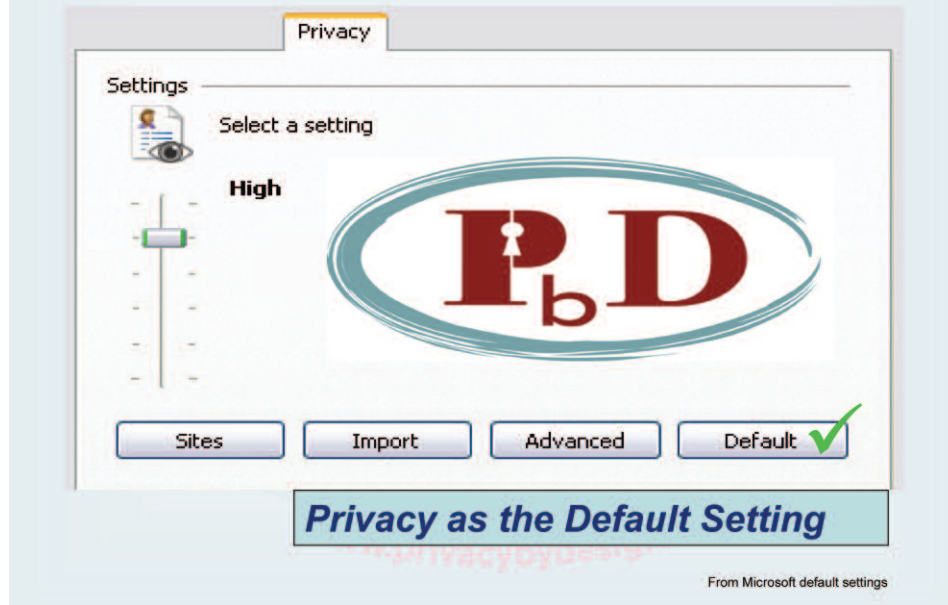 Privacy
Settings
Select a setting
High
PbD
Sites
Import
Advanced
Default
Privacy as the Default Setting
From Microsoft default settings